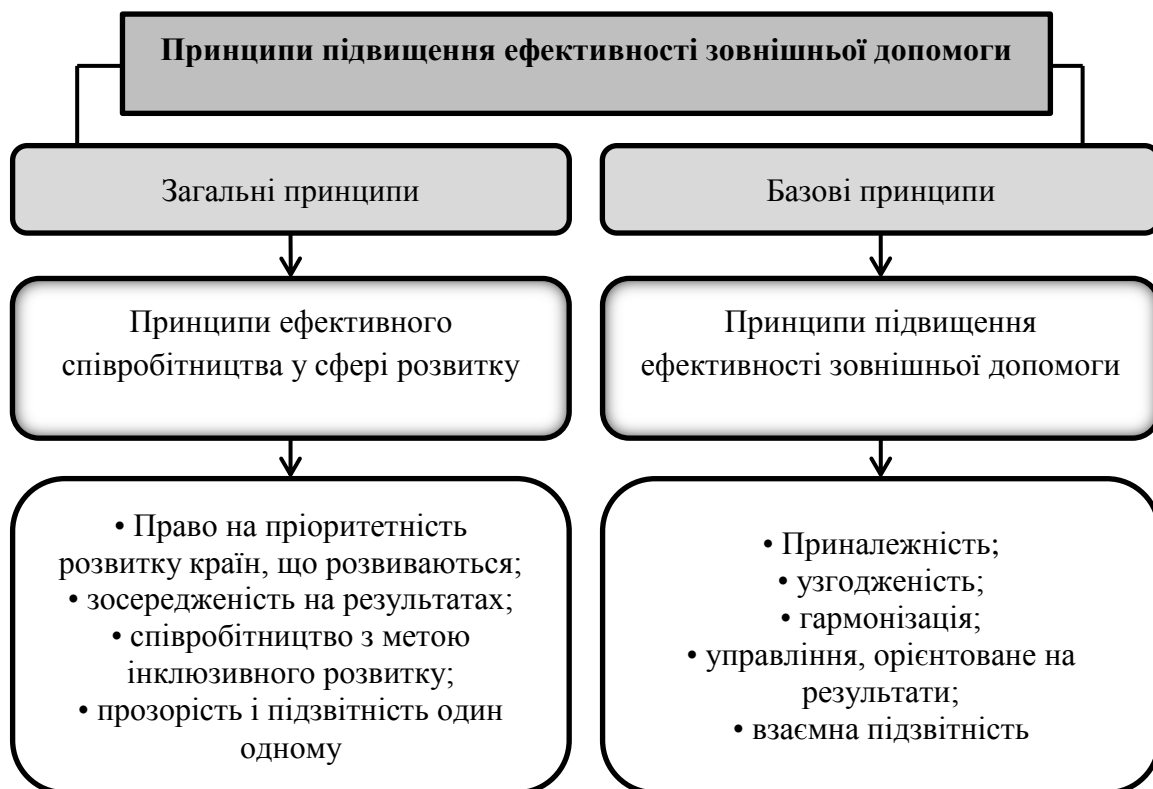 Принципи підвищення ефективності зовнішньої допомоги
Загальні принципи
Базові принципи
Принципи ефективного
співробітництва у сфері розвитку
Принципи підвищення
ефективності зовнішньої допомоги
• Право на пріоритетність
розвитку країн, що розвиваються;
• зосередженість на результатах;
• співробітництво з метою
інклюзивного розвитку;
• прозорість і підзвітність один
одному
• Приналежність;
• узгодженість;
• гармонізація;
• управління, орієнтоване на
результати;
• взаємна підзвітність